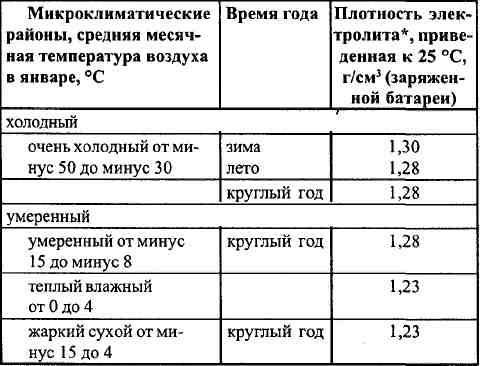 Микроклиматические районы, средняя месяч-ная температура воздуха в январе, °С
Время года
Плотность элек-тролита*, приве-денная к 25 °С, г/см³ (заряжен-ной батареи)
холодный
очень холодный от ми-
зима
1,30
нус 50 до минус 30
лето
1,28
круглый год
1,28
умеренный
умеренный от минус
круглый год
1,28
15 до минус 8
теплый влажный
1,23
от 0 до 4
жаркий сухой от ми-
круглый год
1,23
нус 15 до 4